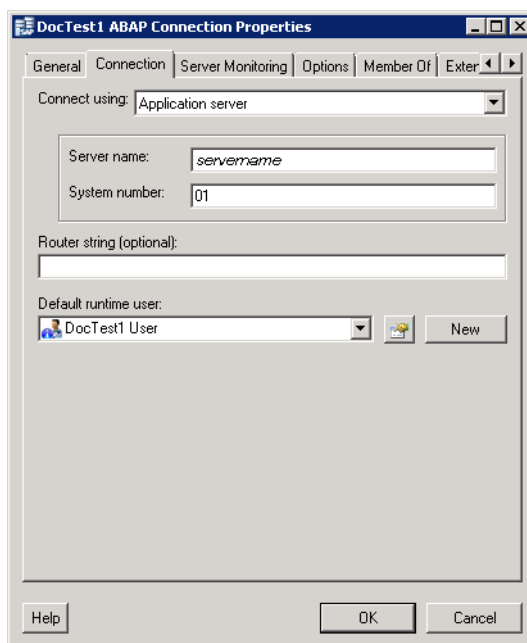 DocTest1 ABAP Connection Properties
General Connection Server Monitoring Options Member Of Exter
Connect using: Application server
Server name: servername
System number: 01
Router string (optional):
Default runtime user:
DocTest1 User New
Help OK Cancel